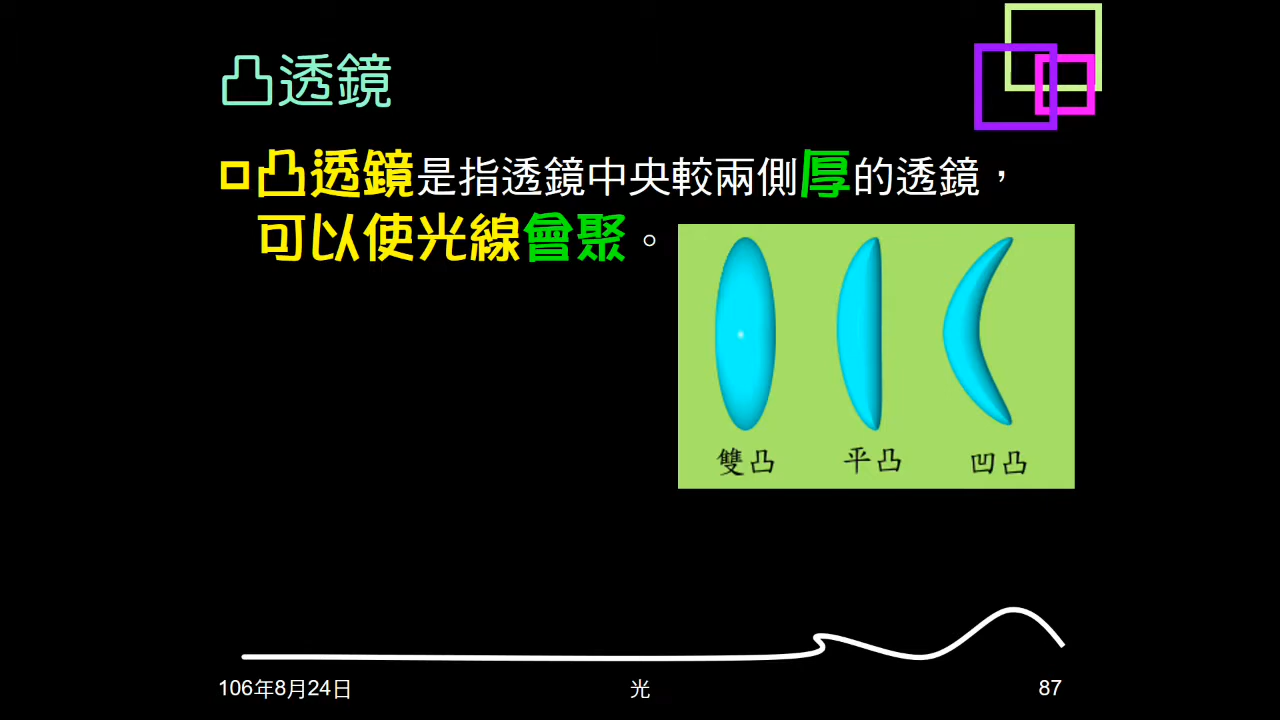 凸透鏡
凸透鏡是指透鏡中央較兩側厚的透鏡，
可以使光線會聚。
雙凸 平凸 凹凸
106年8月24日 光 87